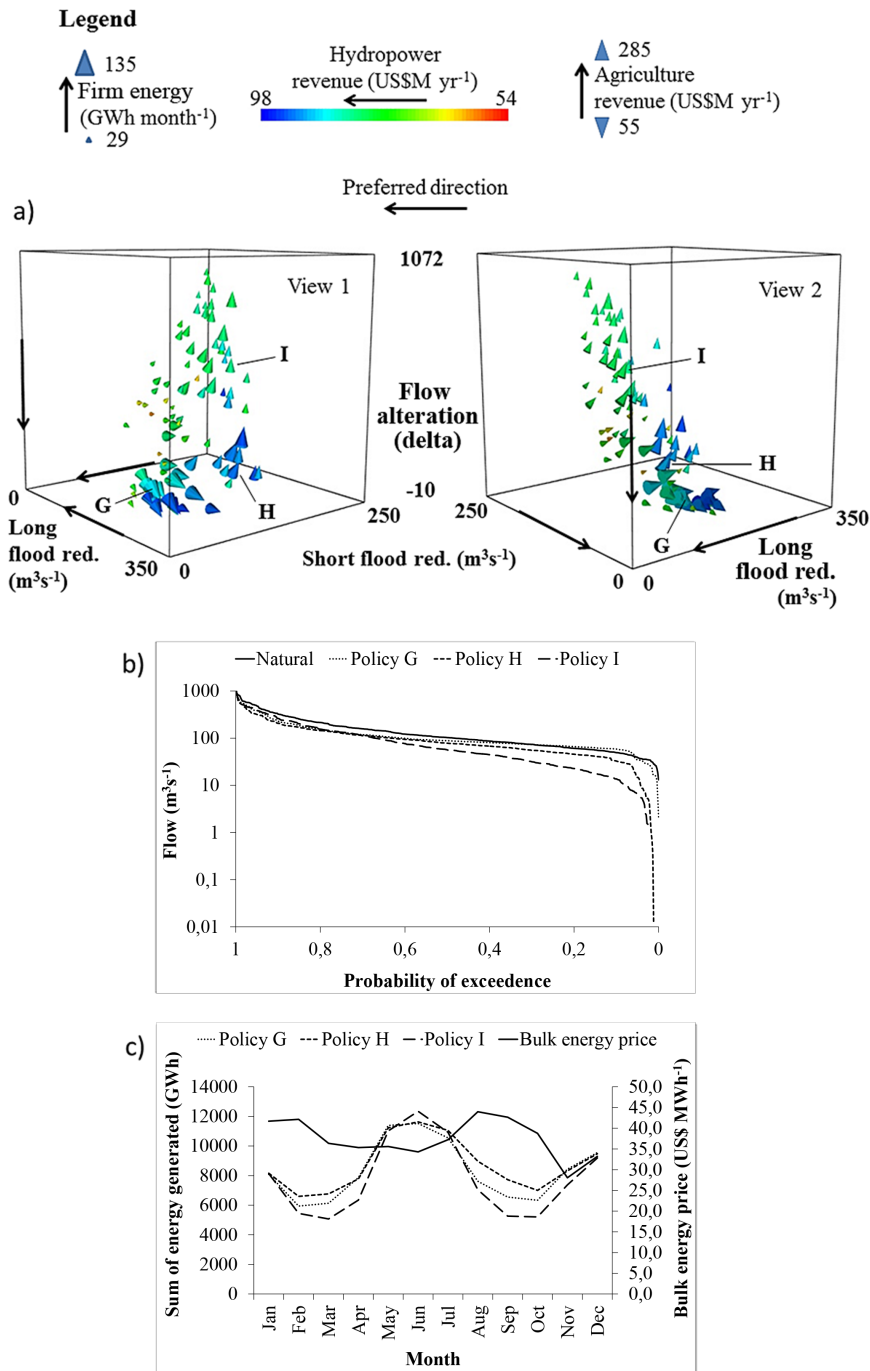 Legend
135
Firm energy
(GWh month⁻¹)
29
Hydropower
revenue (US$M yr⁻¹)
98
54
285
Agriculture
revenue (US$M yr⁻¹)
55
Preferred direction
a)
View 1
I
G
H
0
Long
flood red.
(m³s⁻¹)
350
0
250
Short flood red. (m³s⁻¹)
1072
Flow
alteration
(delta)
-10
View 2
I
H
G
250
0
0
350
Long
flood red.
(m³s⁻¹)
b)
Natural Policy G Policy H Policy I
Flow (m³s⁻¹)
1000
100
10
1
0,1
0,01
1 0,8 0,6 0,4 0,2 0
Probability of exceedence
c)
Policy G Policy H Policy I Bulk energy price
Sum of energy generated (GWh)
14000
12000
10000
8000
6000
4000
2000
0
50,0
45,0
40,0
35,0
30,0
25,0
20,0
15,0
10,0
5,0
0,0
Bulk energy price (US$ MWh⁻¹)
Jan Feb Mar Apr May Jun Jul Aug Sep Oct Nov Dec
Month